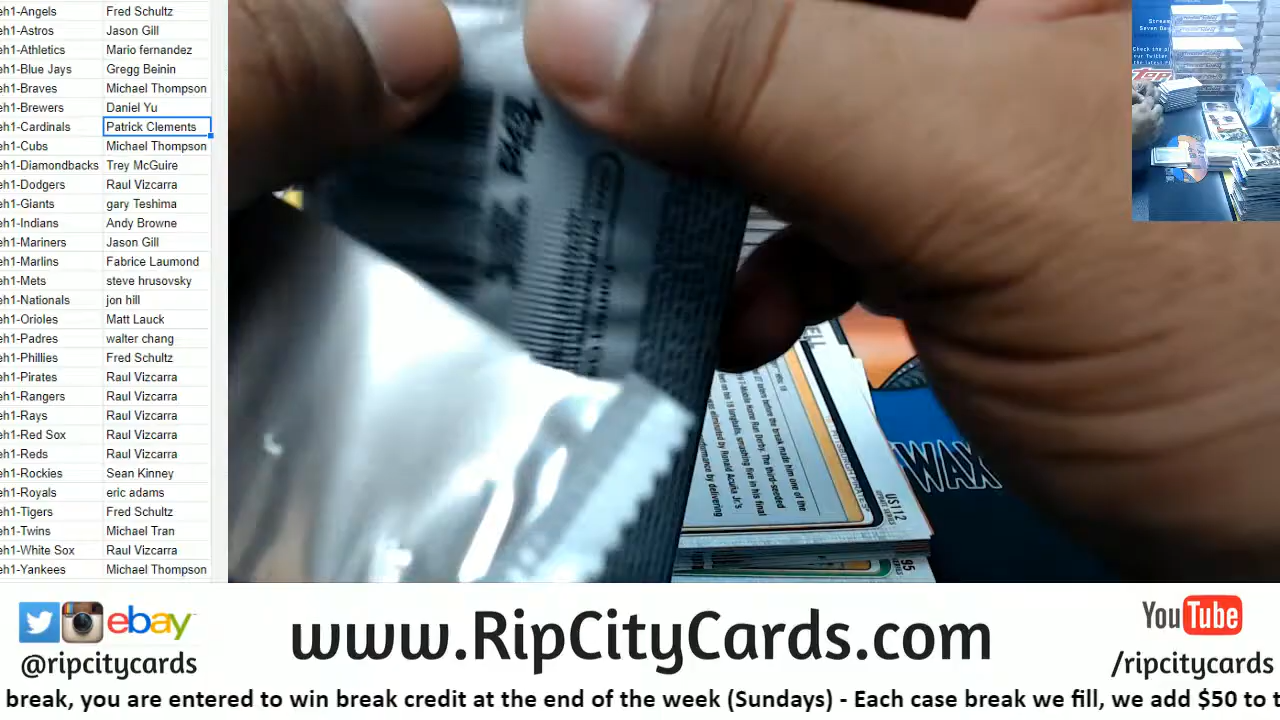 eh1-Angels Fred Schultz
eh1-Astros Jason Gill
eh1-Athletics Mario fernandez
eh1-Blue Jays Gregg Beinin
eh1-Braves Michael Thompson
eh1-Brewers Daniel Yu
eh1-Cardinals Patrick Clements
eh1-Cubs Michael Thompson
eh1-Diamondbacks Trey McGuire
eh1-Dodgers Raul Vizcarra
eh1-Giants gary Teshima
eh1-Indians Andy Browne
eh1-Mariners Jason Gill
eh1-Marlins Fabrice Laumond
eh1-Mets steve hrusovsky
eh1-Nationals jon hill
eh1-Orioles Matt Lauck
eh1-Padres walter chang
eh1-Phillies Fred Schultz
eh1-Pirates Raul Vizcarra
eh1-Rangers Raul Vizcarra
eh1-Rays Raul Vizcarra
eh1-Red Sox Raul Vizcarra
eh1-Reds Raul Vizcarra
eh1-Rockies Sean Kinney
eh1-Royals eric adams
eh1-Tigers Fred Schultz
eh1-Twins Michael Tran
eh1-White Sox Raul Vizcarra
eh1-Yankees Michael Thompson
topps
PITTSBURGH PIRATES
US112
WAX
ebay
@ripcitycards
www.RipCityCards.com
YouTube
/ripcitycards
break, you are entered to win break credit at the end of the week (Sundays) - Each case break we fill, we add $50 to t